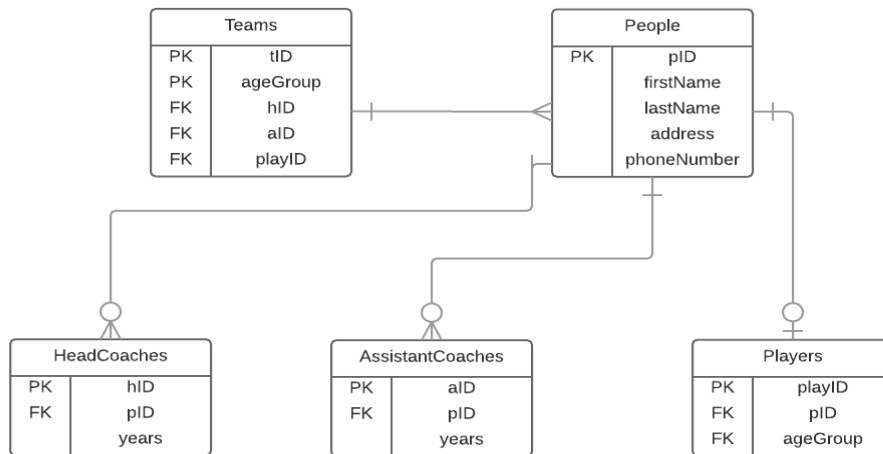 Teams
PK tID
PK ageGroup
FK hID
FK aID
FK playID
People
PK pID
firstName
lastName
address
phoneNumber
HeadCoaches
PK hID
FK pID
years
AssistantCoaches
PK aID
FK pID
years
Players
PK playID
FK pID
FK ageGroup